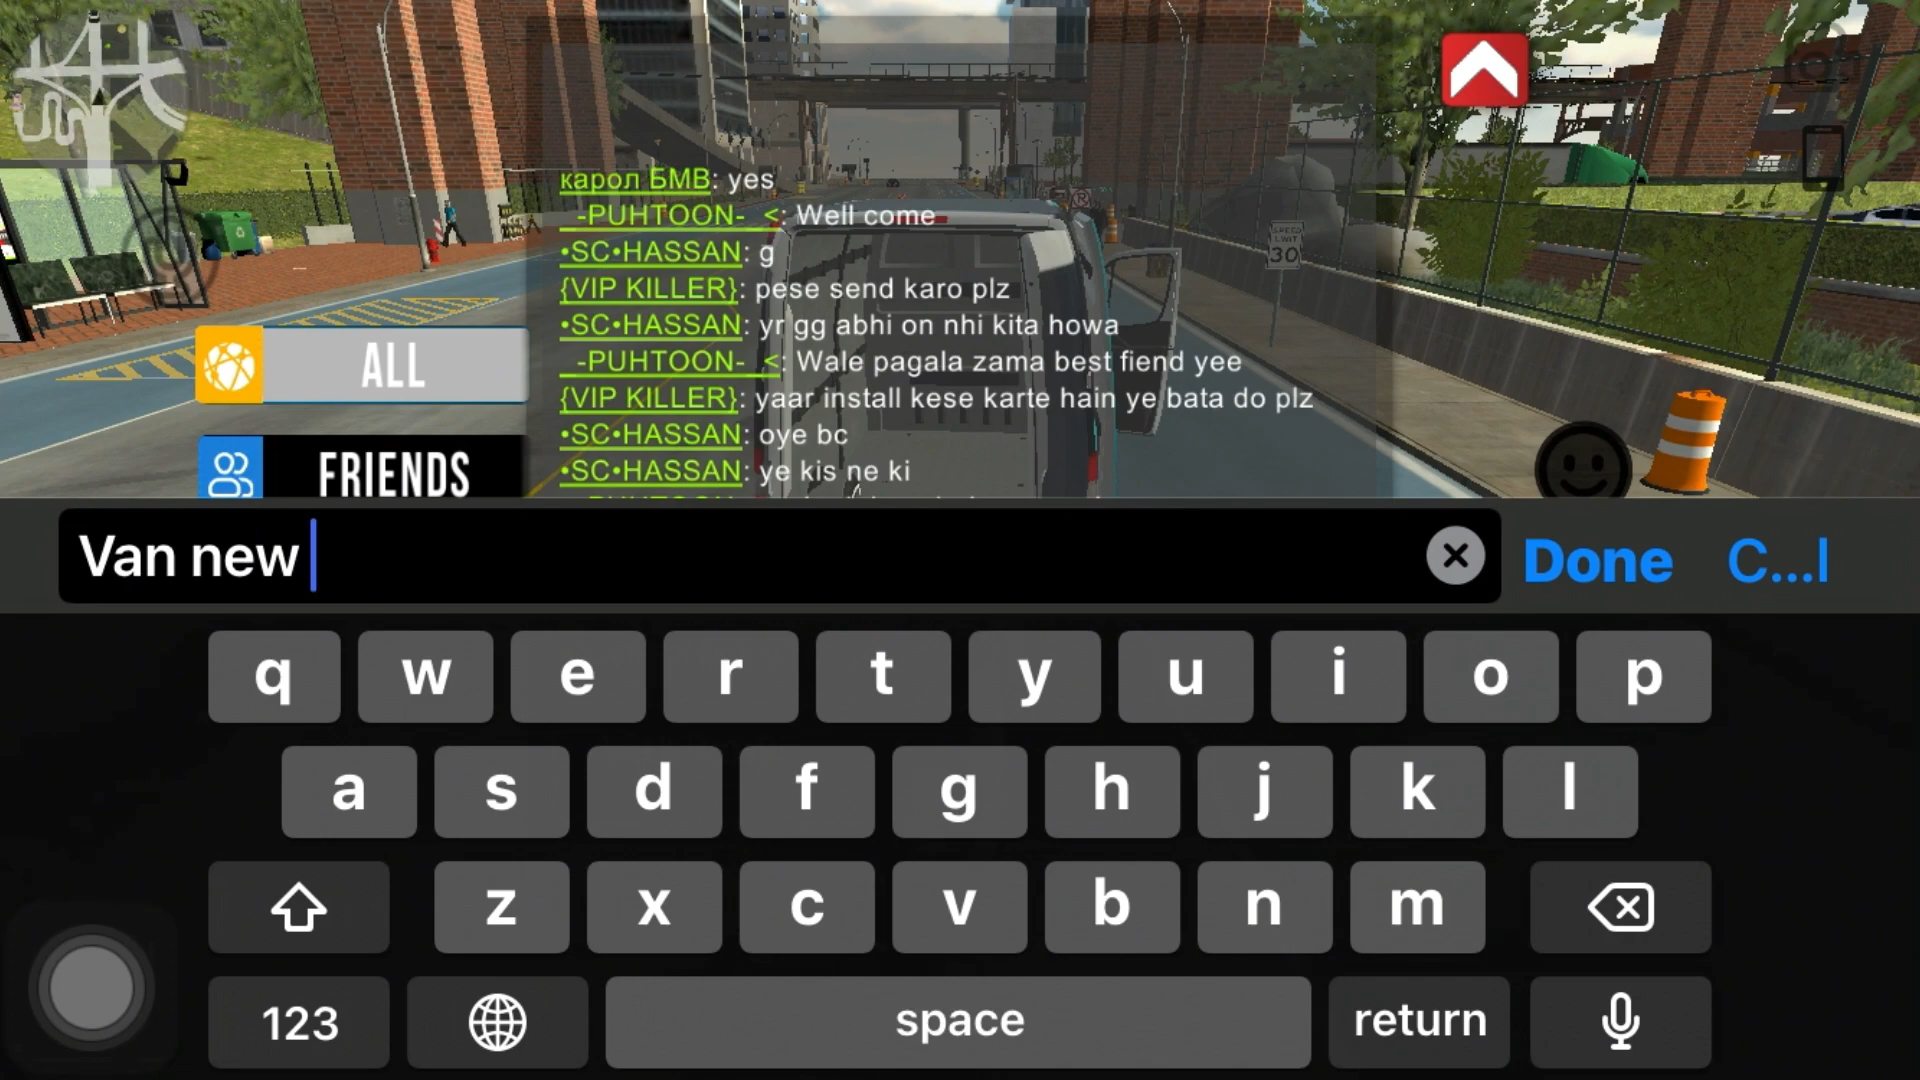 карол БМВ: yes
-PUHTOON- <: Well come
•SC•HASSAN: g
{VIP KILLER}: pese send karo plz
•SC•HASSAN: yr gg abhi on nhi kita howa
-PUHTOON- <: Wale pagala zama best fiend yee
{VIP KILLER}: yaar install kese karte hain ye bata do plz
•SC•HASSAN: oye bc
•SC•HASSAN: ye kis ne ki
SPEED LIMIT 30
ALL
FRIENDS
Van new
Done C...l
q w e r t y u i o p
a s d f g h j k l
z x c v b n m
123 space return